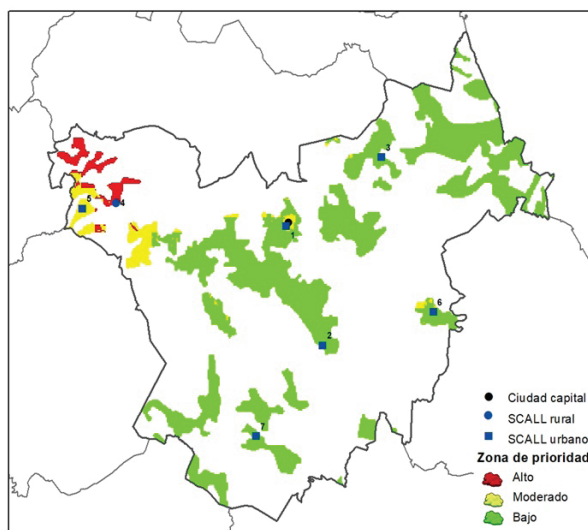 3
5
4
1
6
2
7
Ciudad capital
SCALL rural
SCALL urbano
Zona de prioridad
Alto
Moderado
Bajo